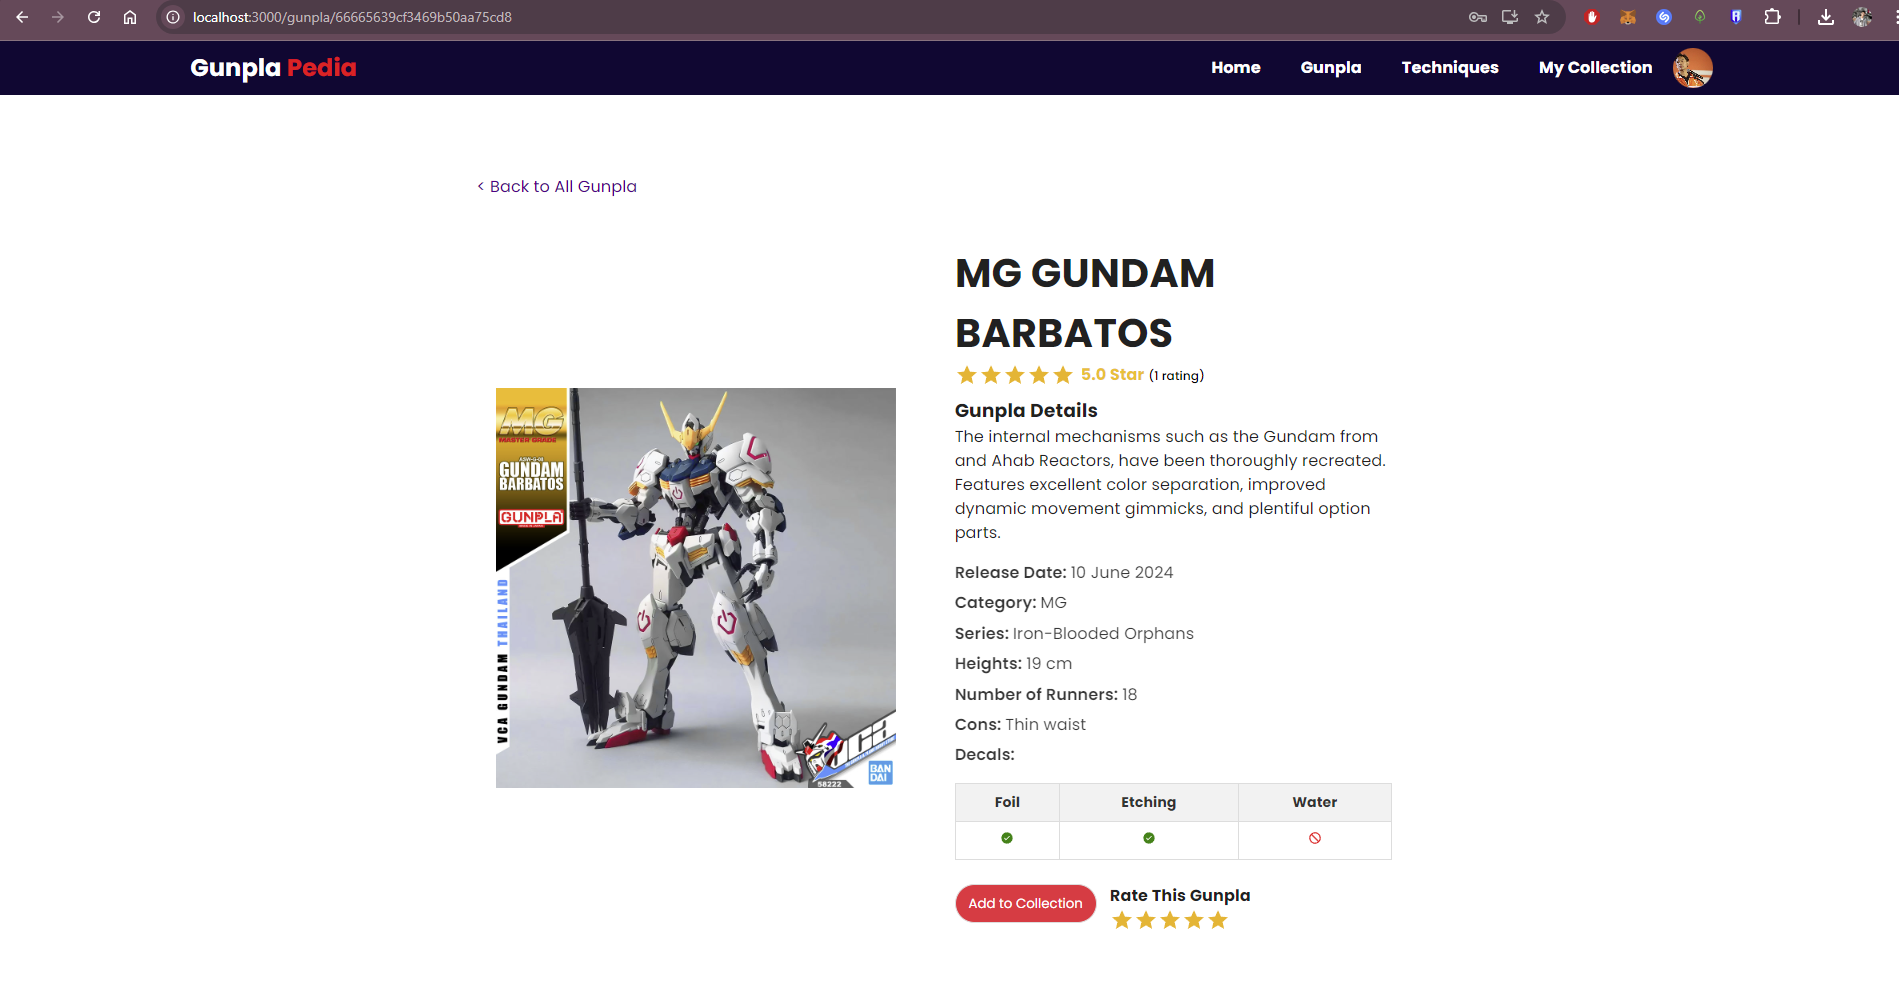 localhost:3000/gunpla/66665639cf3469b50aa75cd8
Gunpla Pedia
Home
Gunpla
Techniques
My Collection
< Back to All Gunpla
MG GUNDAM
BARBATOS
5.0 Star (1 rating)
Gunpla Details
The internal mechanisms such as the Gundam from
and Ahab Reactors, have been thoroughly recreated.
Features excellent color separation, improved
dynamic movement gimmicks, and plentiful option
parts.
Release Date: 10 June 2024
Category: MG
Series: Iron-Blooded Orphans
Heights: 19 cm
Number of Runners: 18
Cons: Thin waist
Decals:
Foil Etching Water
Add to Collection
Rate This Gunpla
MG
MASTER GRADE
GUNDAM
BARBATOS
GUNPLA
VCA GUNDAM THAILAND
BAN
DAI
58222